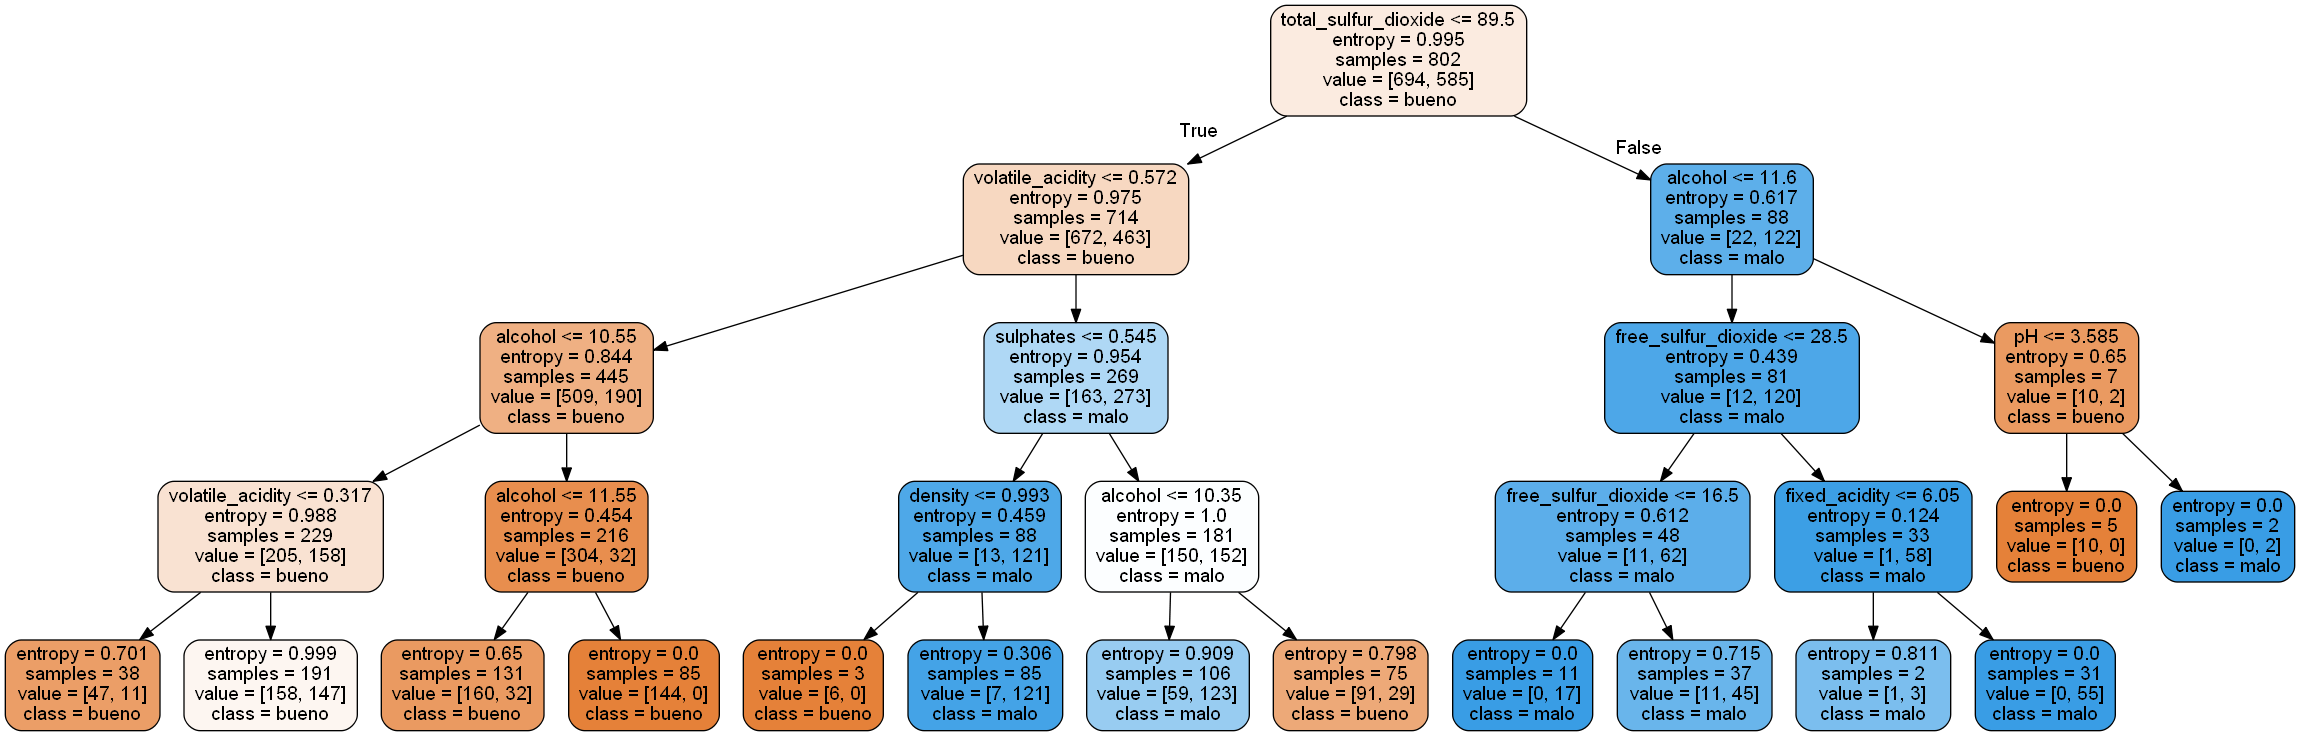 total_sulfur_dioxide <= 89.5
entropy = 0.995
samples = 802
value = [694, 585]
class = bueno
True
False
volatile_acidity <= 0.572
entropy = 0.975
samples = 714
value = [672, 463]
class = bueno
alcohol <= 11.6
entropy = 0.617
samples = 88
value = [22, 122]
class = malo
alcohol <= 10.55
entropy = 0.844
samples = 445
value = [509, 190]
class = bueno
sulphates <= 0.545
entropy = 0.954
samples = 269
value = [163, 273]
class = malo
free_sulfur_dioxide <= 28.5
entropy = 0.439
samples = 81
value = [12, 120]
class = malo
pH <= 3.585
entropy = 0.65
samples = 7
value = [10, 2]
class = bueno
volatile_acidity <= 0.317
entropy = 0.988
samples = 229
value = [205, 158]
class = bueno
alcohol <= 11.55
entropy = 0.454
samples = 216
value = [304, 32]
class = bueno
density <= 0.993
entropy = 0.459
samples = 88
value = [13, 121]
class = malo
alcohol <= 10.35
entropy = 1.0
samples = 181
value = [150, 152]
class = malo
free_sulfur_dioxide <= 16.5
entropy = 0.612
samples = 48
value = [11, 62]
class = malo
fixed_acidity <= 6.05
entropy = 0.124
samples = 33
value = [1, 58]
class = malo
entropy = 0.0
samples = 5
value = [10, 0]
class = bueno
entropy = 0.0
samples = 2
value = [0, 2]
class = malo
entropy = 0.701
samples = 38
value = [47, 11]
class = bueno
entropy = 0.999
samples = 191
value = [158, 147]
class = bueno
entropy = 0.65
samples = 131
value = [160, 32]
class = bueno
entropy = 0.0
samples = 85
value = [144, 0]
class = bueno
entropy = 0.0
samples = 3
value = [6, 0]
class = bueno
entropy = 0.306
samples = 85
value = [7, 121]
class = malo
entropy = 0.909
samples = 106
value = [59, 123]
class = malo
entropy = 0.798
samples = 75
value = [91, 29]
class = bueno
entropy = 0.0
samples = 11
value = [0, 17]
class = malo
entropy = 0.715
samples = 37
value = [11, 45]
class = malo
entropy = 0.811
samples = 2
value = [1, 3]
class = malo
entropy = 0.0
samples = 31
value = [0, 55]
class = malo